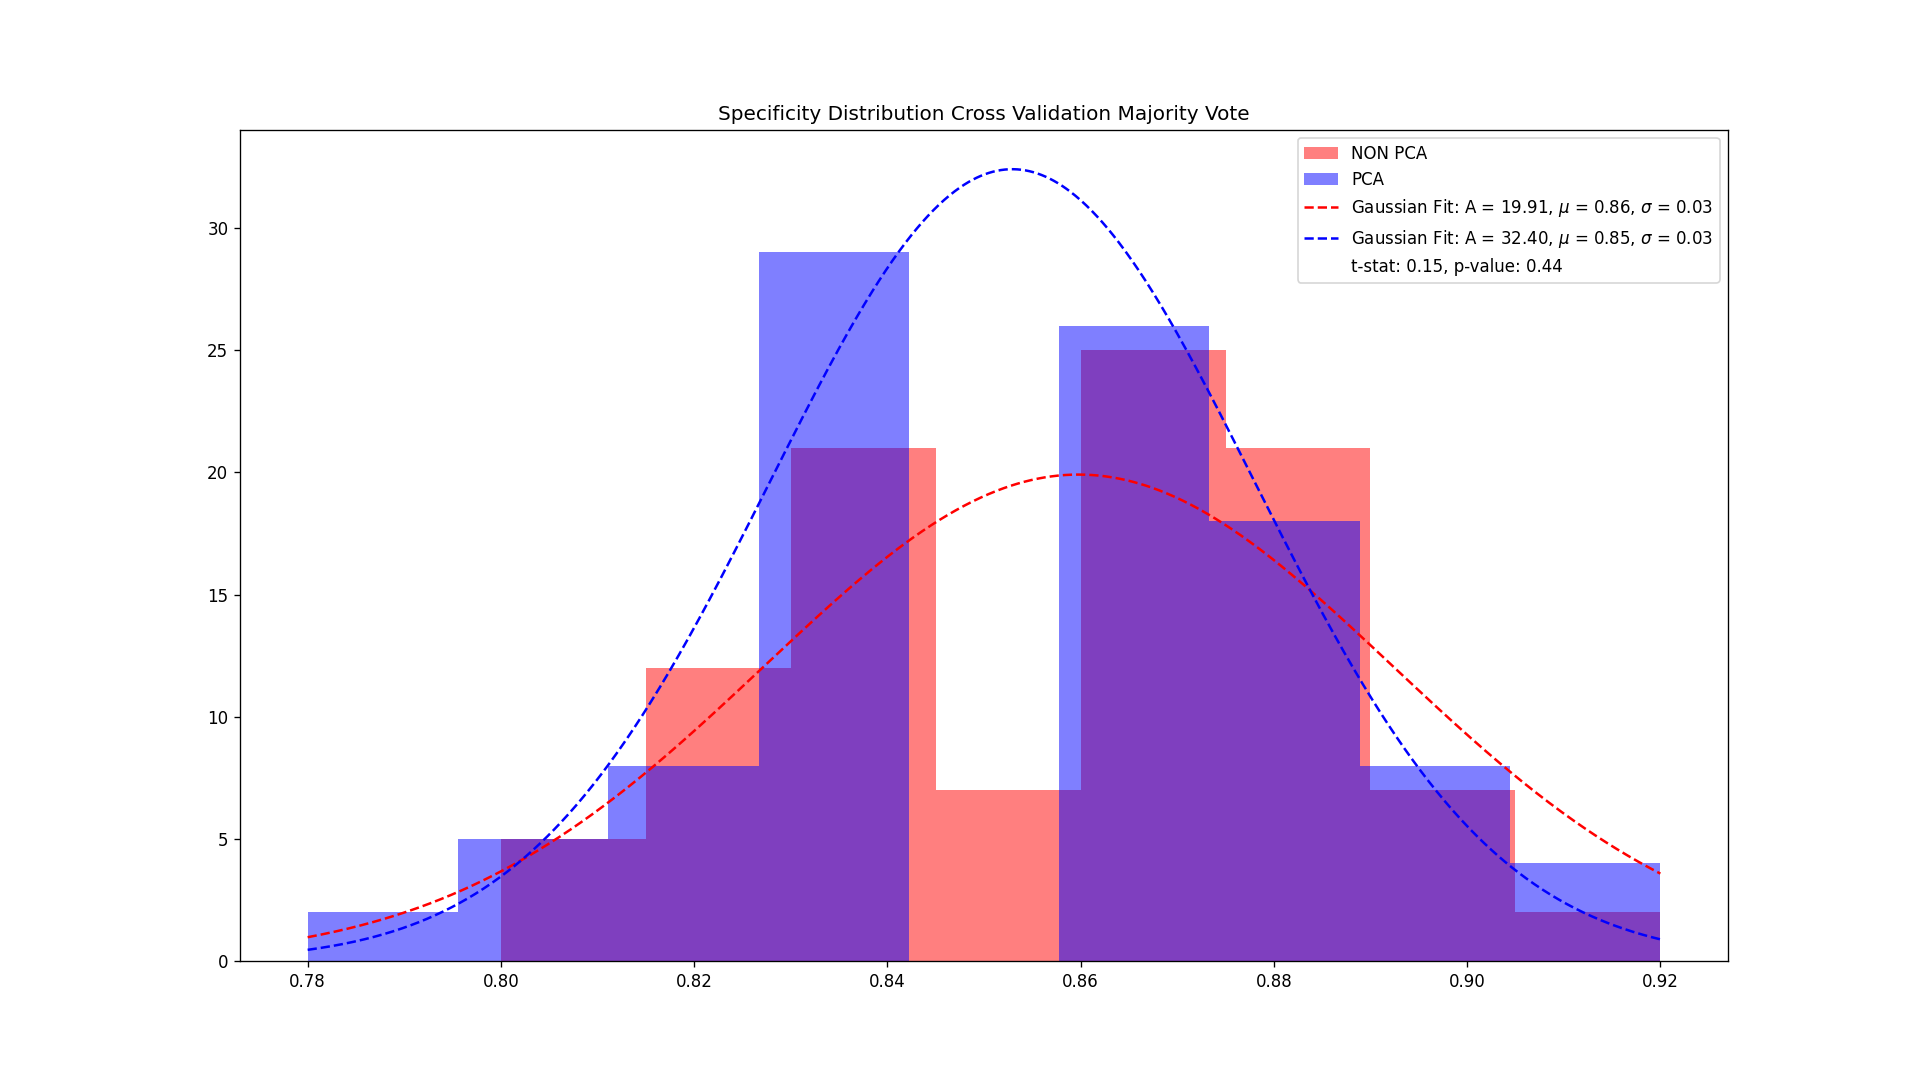 Specificity Distribution Cross Validation Majority Vote
NON PCA
PCA
Gaussian Fit: A = 19.91, μ = 0.86, σ = 0.03
Gaussian Fit: A = 32.40, μ = 0.85, σ = 0.03
t-stat: 0.15, p-value: 0.44
30
25
20
15
10
5
0
0.78 0.80 0.82 0.84 0.86 0.88 0.90 0.92